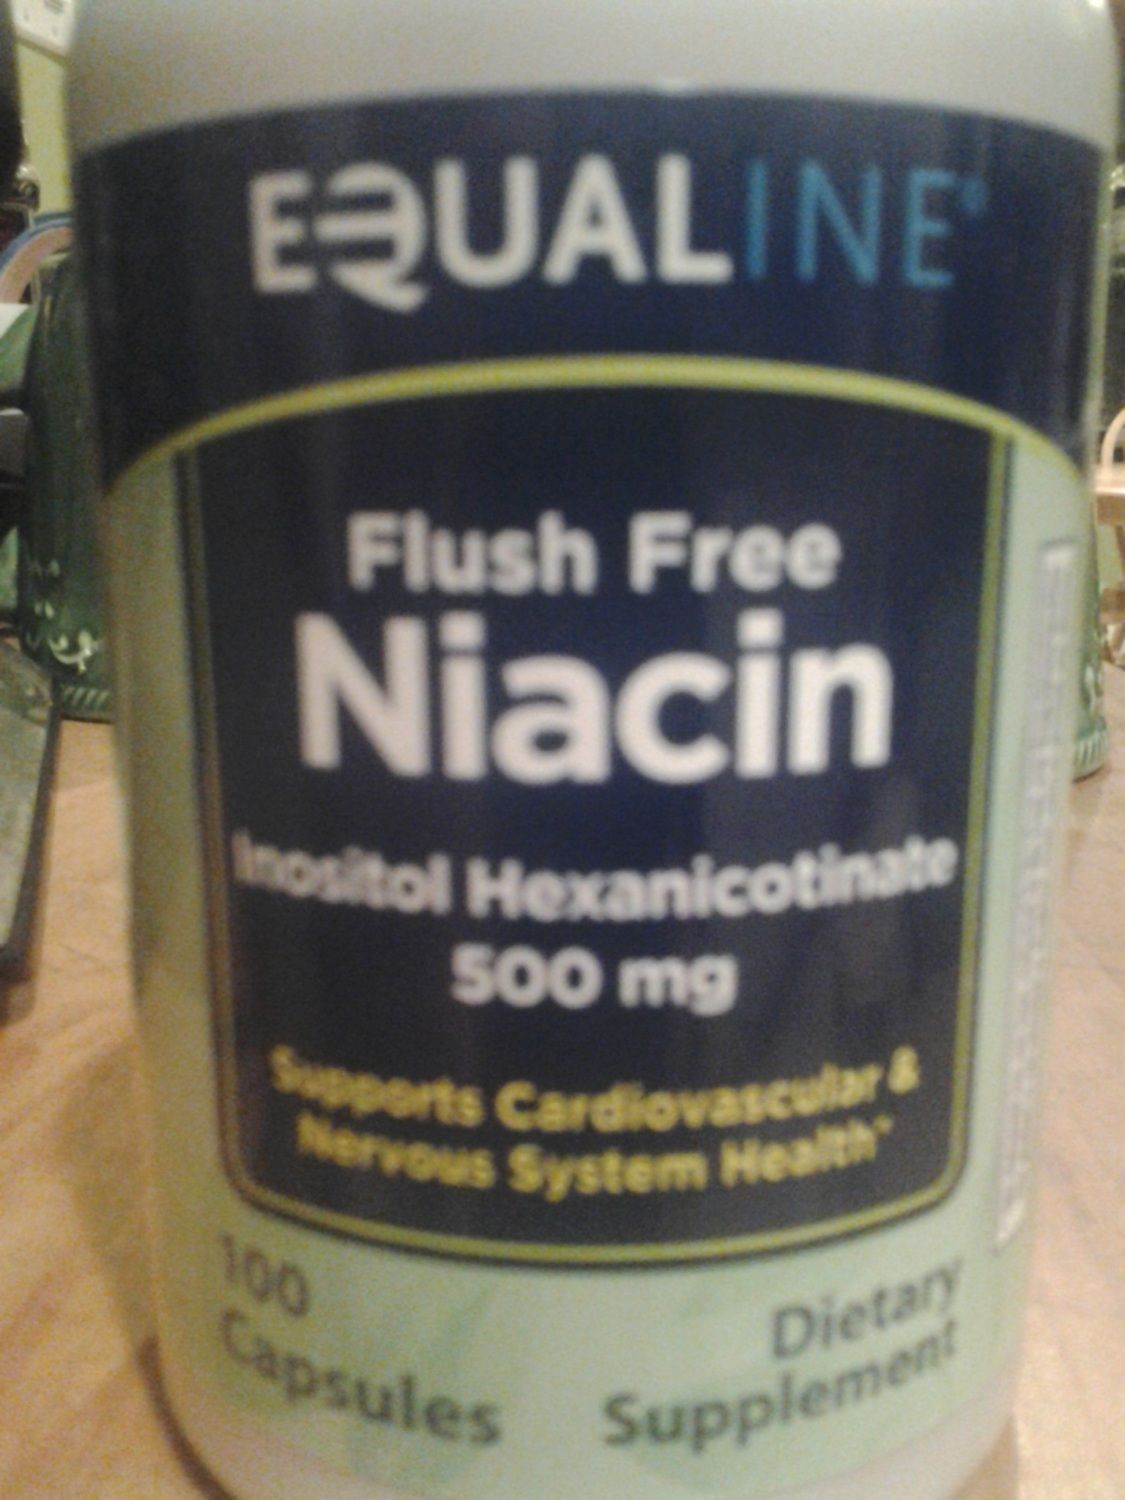 EQUALINE®
Flush Free
Niacin
Inositol Hexanicotinate
500 mg
Supports Cardiovascular &
Nervous System Health*
100
Capsules
Dietary
Supplement